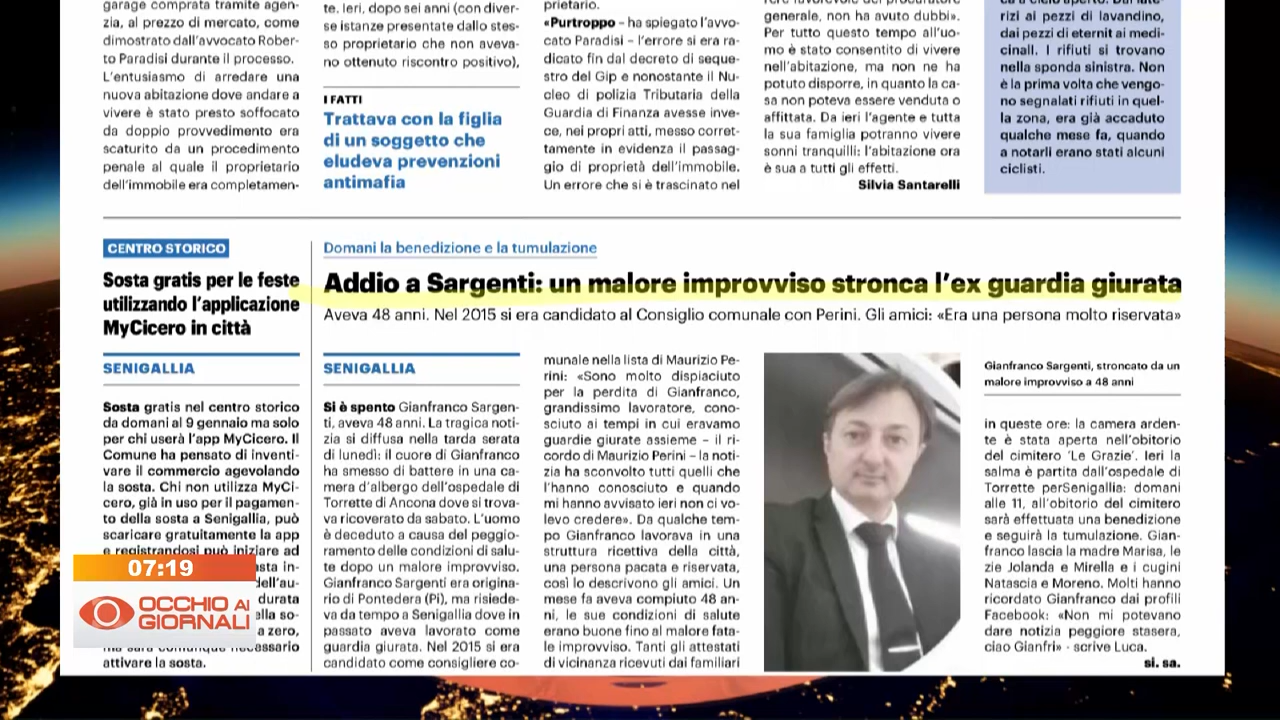 garage comprata tramite agen-
zia, al prezzo di mercato, come
dimostrato dall'avvocato Rober-
to Paradisi durante il processo.
L'entusiasmo di arredare una
nuova abitazione dove andare a
vivere è stato presto soffocato
da doppio provvedimento era
scaturito da un procedimento
penale al quale il proprietario
dell'immobile era completamen-
te. Ieri, dopo sei anni (con diver-
se istanze presentate dallo stes-
so proprietario che non aveva-
no ottenuto riscontro positivo),
I FATTI
Trattava con la figlia
di un soggetto che
eludeva prevenzioni
antimafia
prietario.
«Purtroppo – ha spiegato l'avvo-
cato Paradisi – l'errore si era ra-
dicato fin dal decreto di seque-
stro del Gip e nonostante il Nu-
cleo di polizia Tributaria della
Guardia di Finanza avesse inve-
ce, nei propri atti, messo corret-
tamente in evidenza il passag-
gio di proprietà dell'immobile.
Un errore che si è trascinato nel
generale, non ha avuto dubbi».
Per tutto questo tempo all'uo-
mo è stato consentito di vivere
nell'abitazione, ma non ne ha
potuto disporre, in quanto la ca-
sa non poteva essere venduta o
affittata. Da ieri l'agente e tutta
la sua famiglia potranno vivere
sonni tranquilli: l'abitazione ora
è sua a tutti gli effetti.
Silvia Santarelli
rizi ai pezzi di lavandino,
dai pezzi di eternit ai medi-
cinali. I rifiuti si trovano
nella sponda sinistra. Non
è la prima volta che vengo-
no segnalati rifiuti in quel-
la zona, era già accaduto
qualche mese fa, quando
a notarli erano stati alcuni
ciclisti.
CENTRO STORICO
Sosta gratis per le feste
utilizzando l'applicazione
MyCicero in città
SENIGALLIA
Sosta gratis nel centro storico
da domani al 9 gennaio ma solo
per chi userà l'app MyCicero. Il
Comune ha pensato di inventi-
vare il commercio agevolando
la sosta. Chi non utilizza MyCi-
cero, già in uso per il pagamen-
to della sosta a Senigallia, può
scaricare gratuitamente la app
e registrandosi può iniziare ad
sta in-
dell'au-
durata
ella so-
a zero,
ma sarà comunque necessario
attivare la sosta.
07:19
OCCHIO AI
GIORNALI
Domani la benedizione e la tumulazione
Addio a Sargenti: un malore improvviso stronca l'ex guardia giurata
Aveva 48 anni. Nel 2015 si era candidato al Consiglio comunale con Perini. Gli amici: «Era una persona molto riservata»
SENIGALLIA
Si è spento Gianfranco Sargen-
ti, aveva 48 anni. La tragica noti-
zia si diffusa nella tarda serata
di lunedì: il cuore di Gianfranco
ha smesso di battere in una ca-
mera d'albergo dell'ospedale di
Torrette di Ancona dove si trova-
va ricoverato da sabato. L'uomo
è deceduto a causa del peggio-
ramento delle condizioni di salu-
te dopo un malore improvviso.
Gianfranco Sargenti era origina-
rio di Pontedera (Pi), ma risiede-
va da tempo a Senigallia dove in
passato aveva lavorato come
guardia giurata. Nel 2015 si era
candidato come consigliere co-
munale nella lista di Maurizio Pe-
rini: «Sono molto dispiaciuto
per la perdita di Gianfranco,
grandissimo lavoratore, cono-
sciuto ai tempi in cui eravamo
guardie giurate assieme – il ri-
cordo di Maurizio Perini – la noti-
zia ha sconvolto tutti quelli che
l'hanno conosciuto e quando
mi hanno avvisato ieri non ci vo-
levo credere». Da qualche tem-
po Gianfranco lavorava in una
struttura ricettiva della città,
una persona pacata e riservata,
così lo descrivono gli amici. Un
mese fa aveva compiuto 48 an-
ni, le sue condizioni di salute
erano buone fino al malore fata-
le improvviso. Tanti gli attestati
di vicinanza ricevuti dai familiari
Gianfranco Sargenti, stroncato da un
malore improvviso a 48 anni
in queste ore: la camera arden-
te è stata aperta nell'obitorio
del cimitero 'Le Grazie'. Ieri la
salma è partita dall'ospedale di
Torrette perSenigallia: domani
alle 11, all'obitorio del cimitero
sarà effettuata una benedizione
e seguirà la tumulazione. Gian-
franco lascia la madre Marisa, le
zie Jolanda e Mirella e i cugini
Natascia e Moreno. Molti hanno
ricordato Gianfranco dai profili
Facebook: «Non mi potevano
dare notizia peggiore stasera,
ciao Gianfri» - scrive Luca.
si. sa.